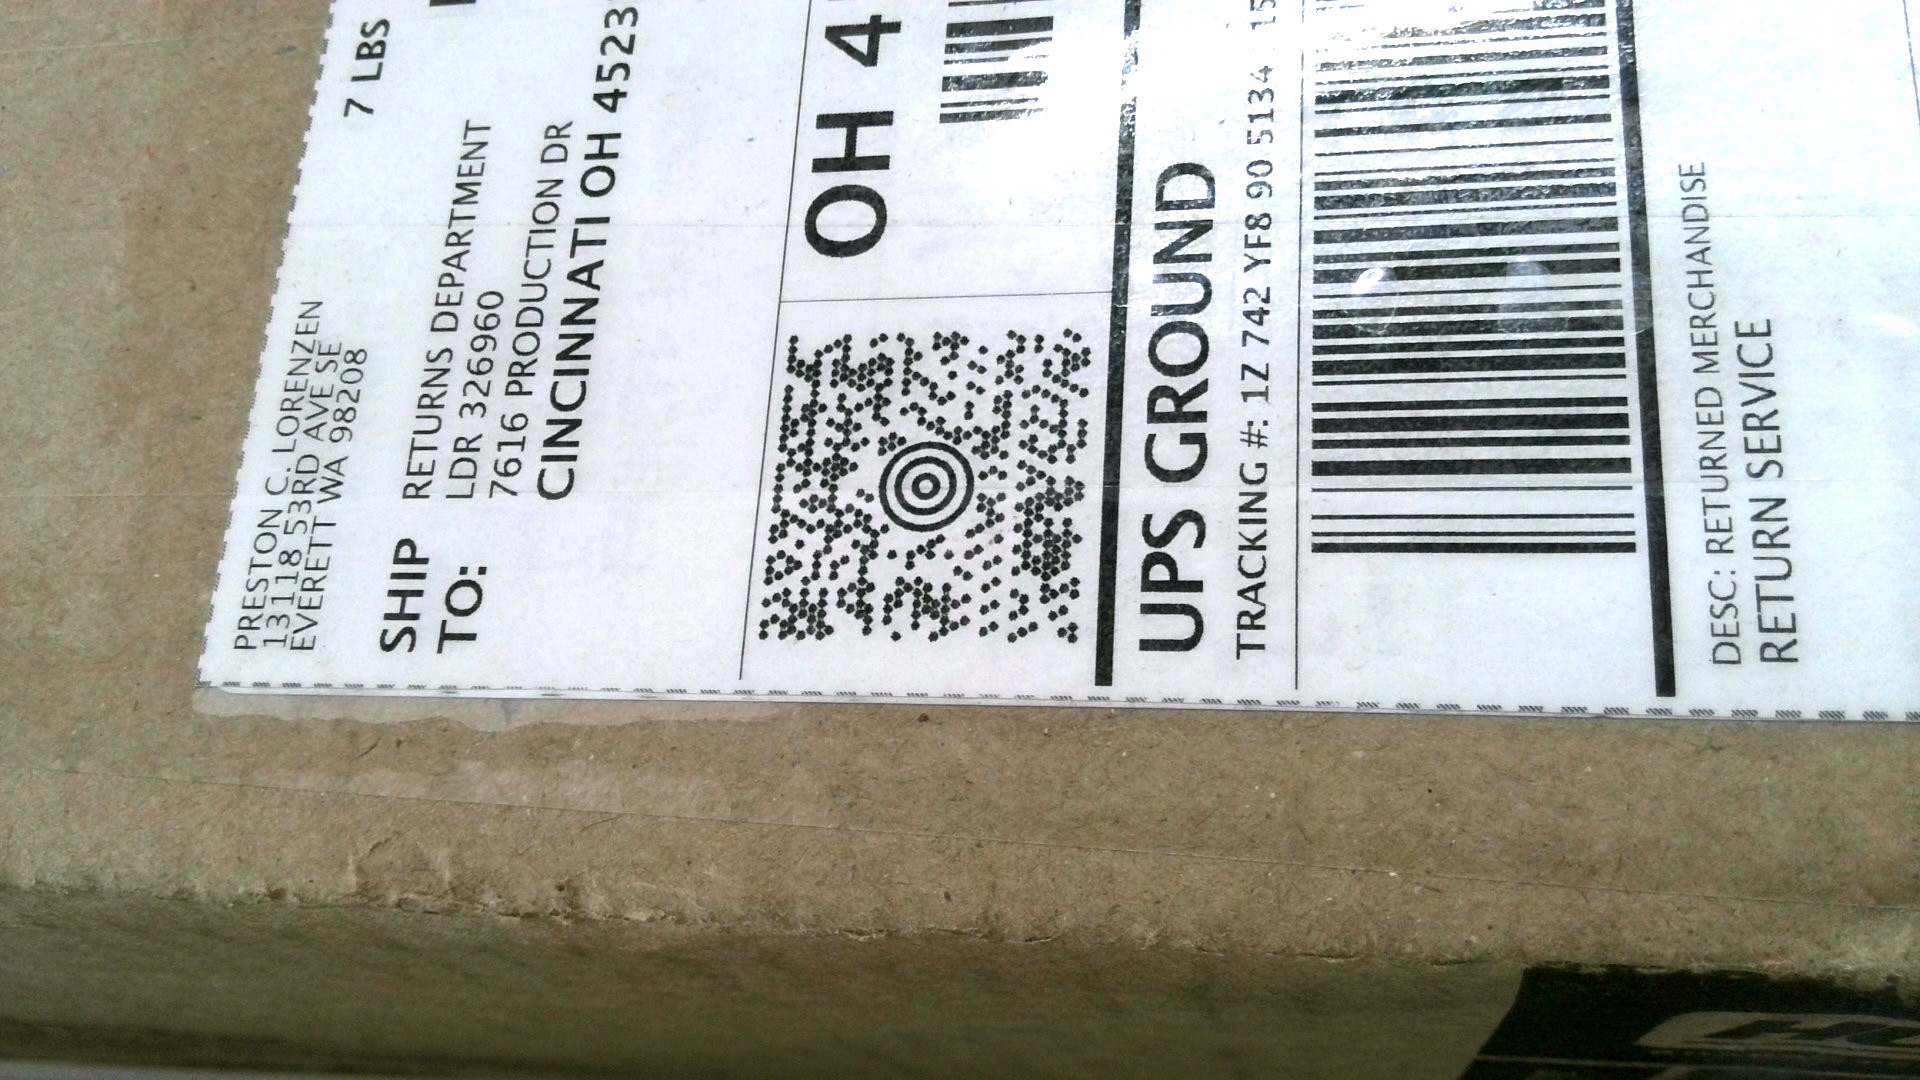 PRESTON C. LORENZEN
13118 53RD AVE SE
EVERETT WA 98208
7 LBS
SHIP TO:
RETURNS DEPARTMENT
LDR 326960
7616 PRODUCTION DR
CINCINNATI OH 4523
OH 4
UPS GROUND
TRACKING #: 1Z 742 YF8 90 5134 15
DESC: RETURNED MERCHANDISE
RETURN SERVICE